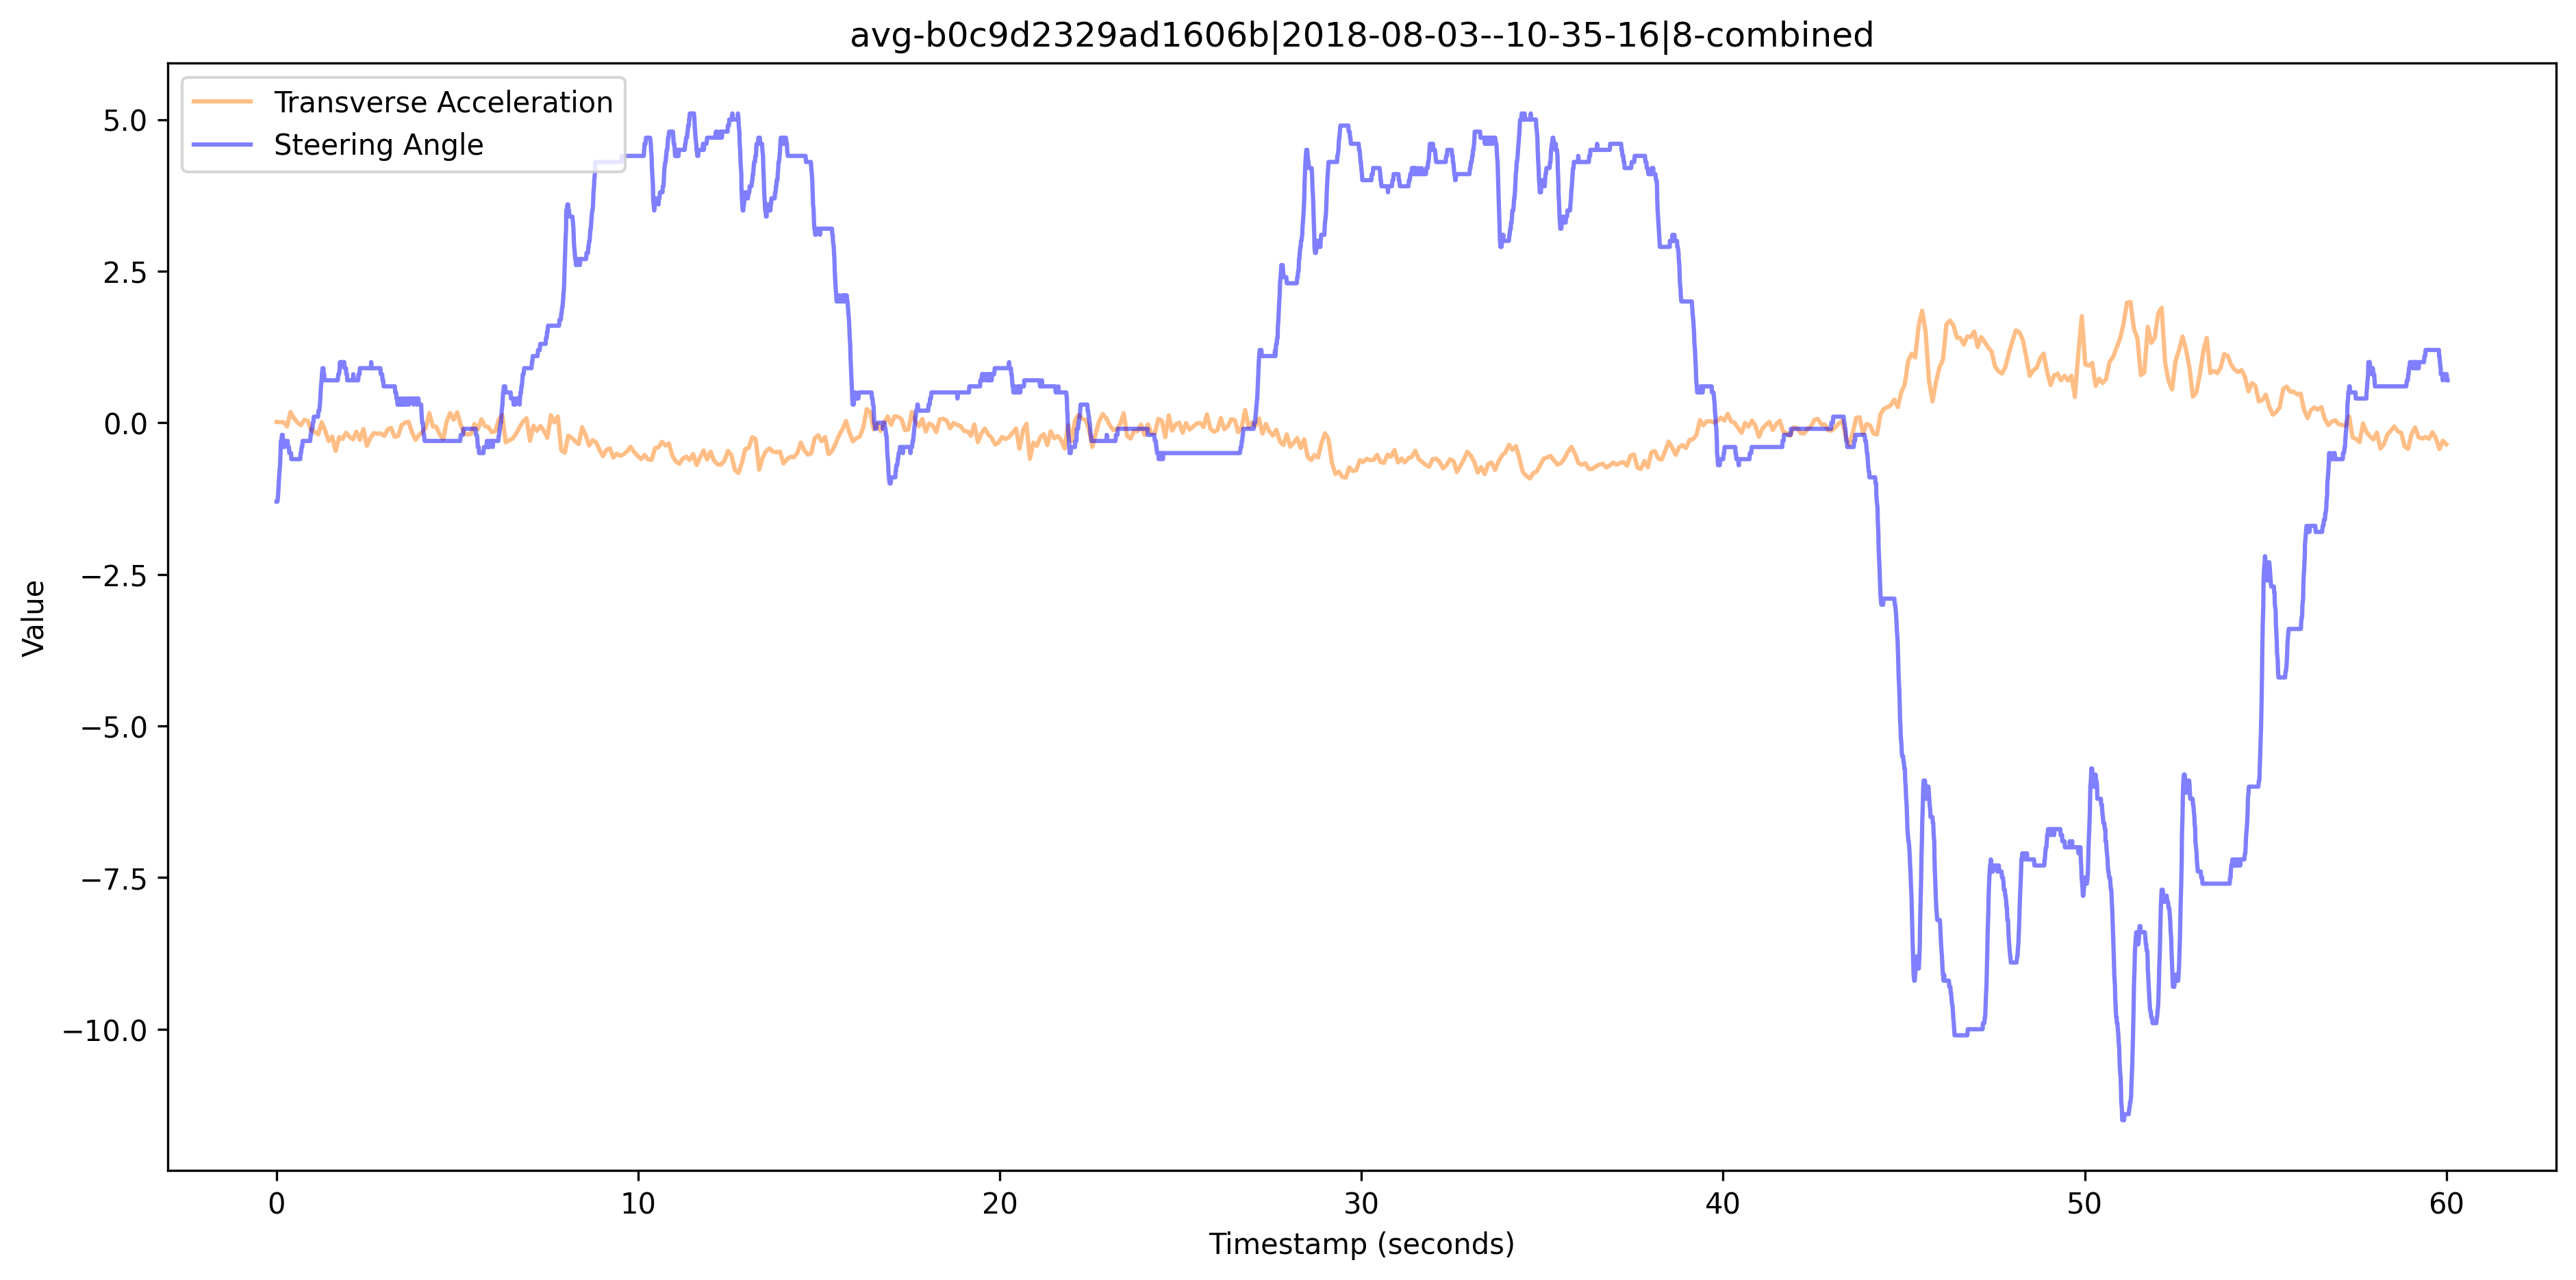 avg-b0c9d2329ad1606b|2018-08-03--10-35-16|8-combined
Transverse Acceleration
Steering Angle
5.0
2.5
0.0
−2.5
−5.0
−7.5
−10.0
Value
0 10 20 30 40 50 60
Timestamp (seconds)